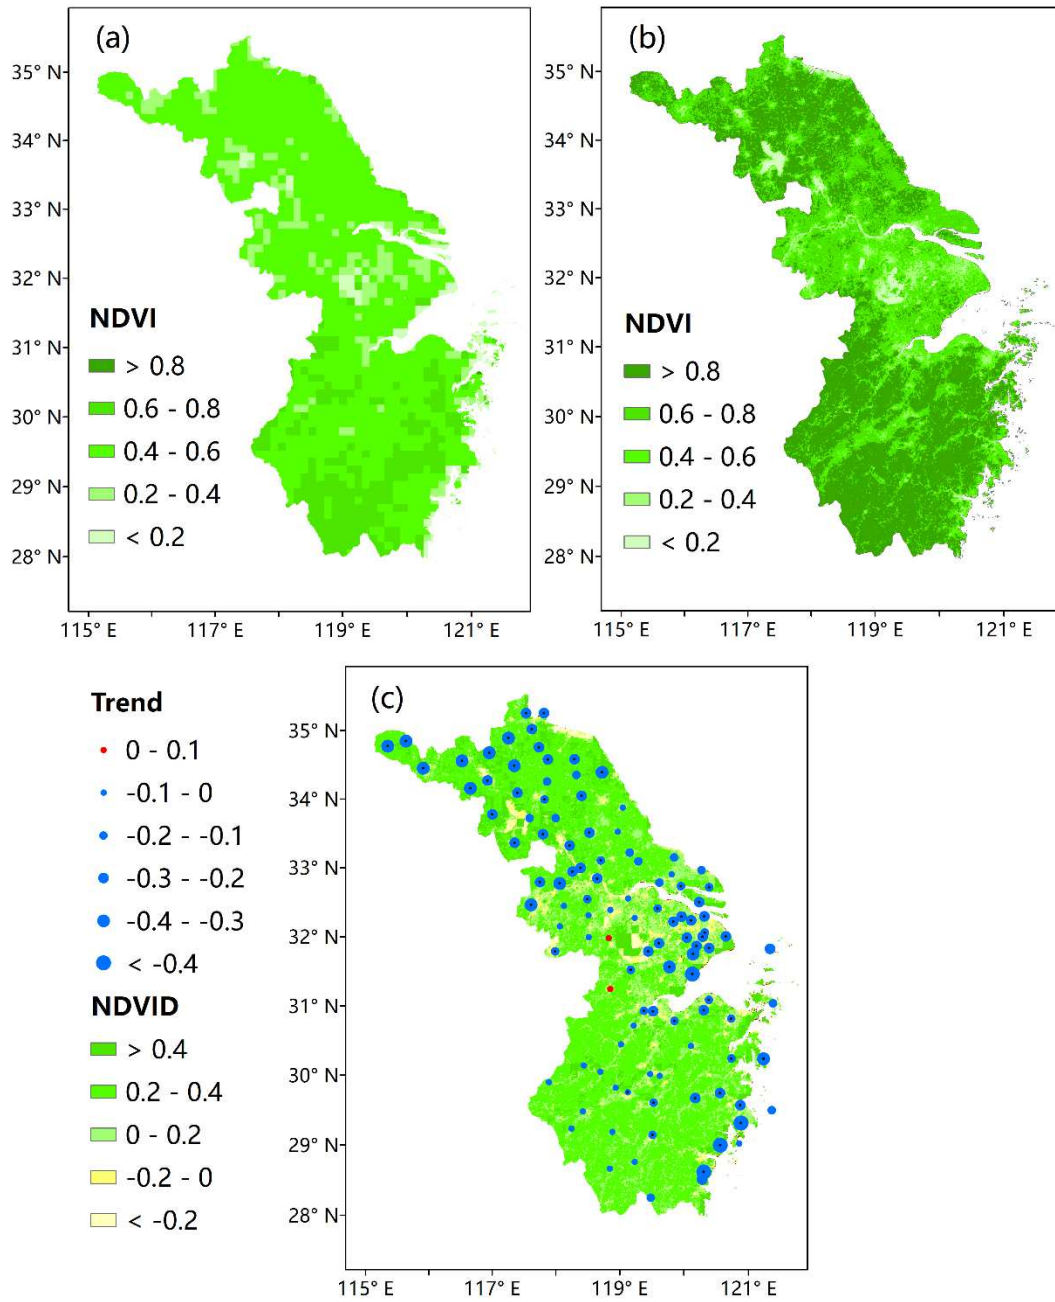 (a)
35° N
34° N
33° N
32° N
31° N
30° N
29° N
28° N
NDVI
> 0.8
0.6 - 0.8
0.4 - 0.6
0.2 - 0.4
< 0.2
115° E
117° E
119° E
121° E
(b)
35° N
34° N
33° N
32° N
31° N
30° N
29° N
28° N
NDVI
> 0.8
0.6 - 0.8
0.4 - 0.6
0.2 - 0.4
< 0.2
115° E
117° E
119° E
121° E
Trend
0 - 0.1
-0.1 - 0
-0.2 - -0.1
-0.3 - -0.2
-0.4 - -0.3
< -0.4
NDVID
> 0.4
0.2 - 0.4
0 - 0.2
-0.2 - 0
< -0.2
(c)
35° N
34° N
33° N
32° N
31° N
30° N
29° N
28° N
115° E
117° E
119° E
121° E